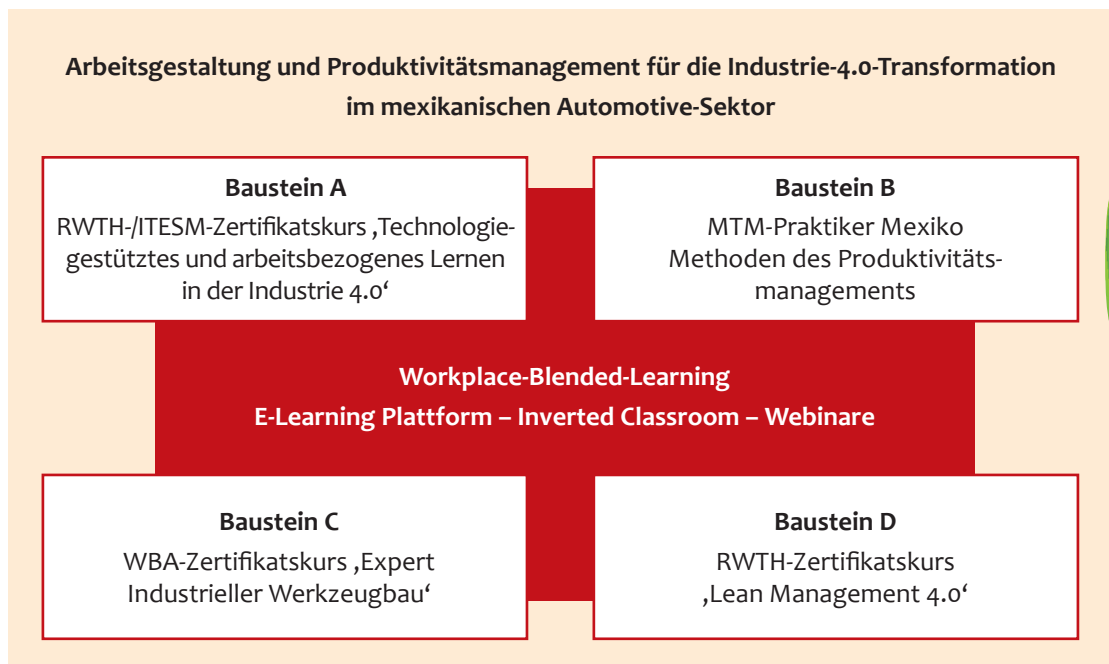 Arbeitsgestaltung und Produktivitätsmanagement für die Industrie-4.0-Transformation
im mexikanischen Automotive-Sektor
Baustein A
RWTH-/ITESM-Zertifikatskurs ‚Technologie-
gestütztes und arbeitsbezogenes Lernen
in der Industrie 4.0‘
Baustein B
MTM-Praktiker Mexiko
Methoden des Produktivitäts-
managements
Workplace-Blended-Learning
E-Learning Plattform – Inverted Classroom – Webinare
Baustein C
WBA-Zertifikatskurs ‚Expert
Industrieller Werkzeugbau‘
Baustein D
RWTH-Zertifikatskurs
‚Lean Management 4.0‘